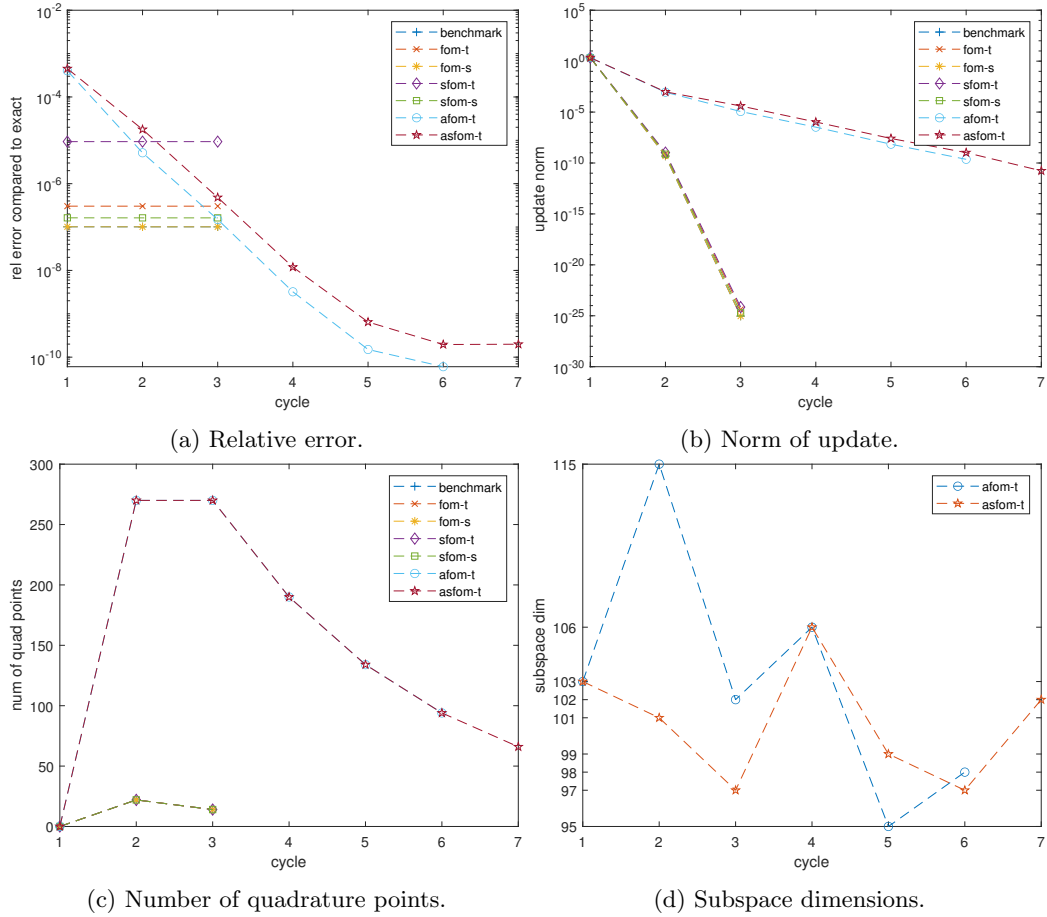 10^-2
10^-4
10^-6
10^-8
10^-10
rel error compared to exact
1 2 3 4 5 6 7
cycle
benchmark
fom-t
fom-s
sfom-t
sfom-s
afom-t
asfom-t
(a) Relative error.
10^5
10^0
10^-5
10^-10
10^-15
10^-20
10^-25
10^-30
update norm
1 2 3 4 5 6 7
cycle
benchmark
fom-t
fom-s
sfom-t
sfom-s
afom-t
asfom-t
(b) Norm of update.
300
250
200
150
100
50
0
num of quad points
1 2 3 4 5 6 7
cycle
benchmark
fom-t
fom-s
sfom-t
sfom-s
afom-t
asfom-t
(c) Number of quadrature points.
115
106
103
102
101
99
98
97
95
subspace dim
1 2 3 4 5 6 7
cycle
afom-t
asfom-t
(d) Subspace dimensions.